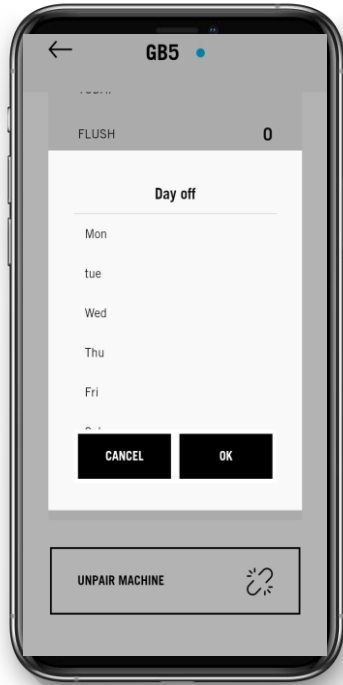 GB5
FLUSH 0
Day off
Mon
tue
Wed
Thu
Fri
CANCEL OK
UNPAIR MACHINE